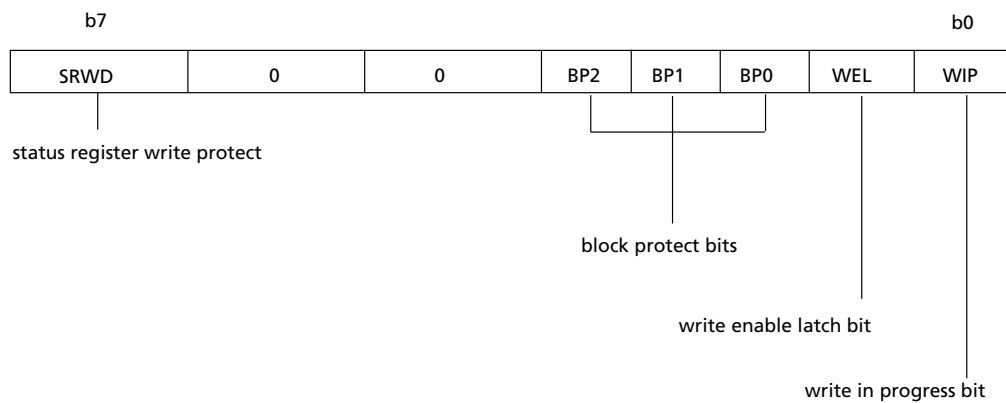 b7 b0
SRWD 0 0 BP2 BP1 BP0 WEL WIP
status register write protect
block protect bits
write enable latch bit
write in progress bit